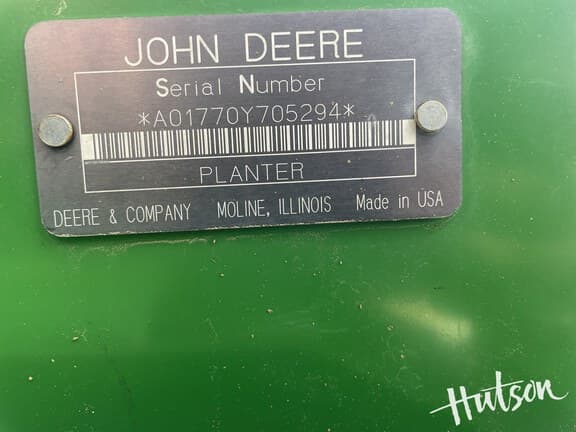 JOHN DEERE
Serial Number
*A01770Y705294*
PLANTER
DEERE & COMPANY MOLINE, ILLINOIS Made in USA
Hutson